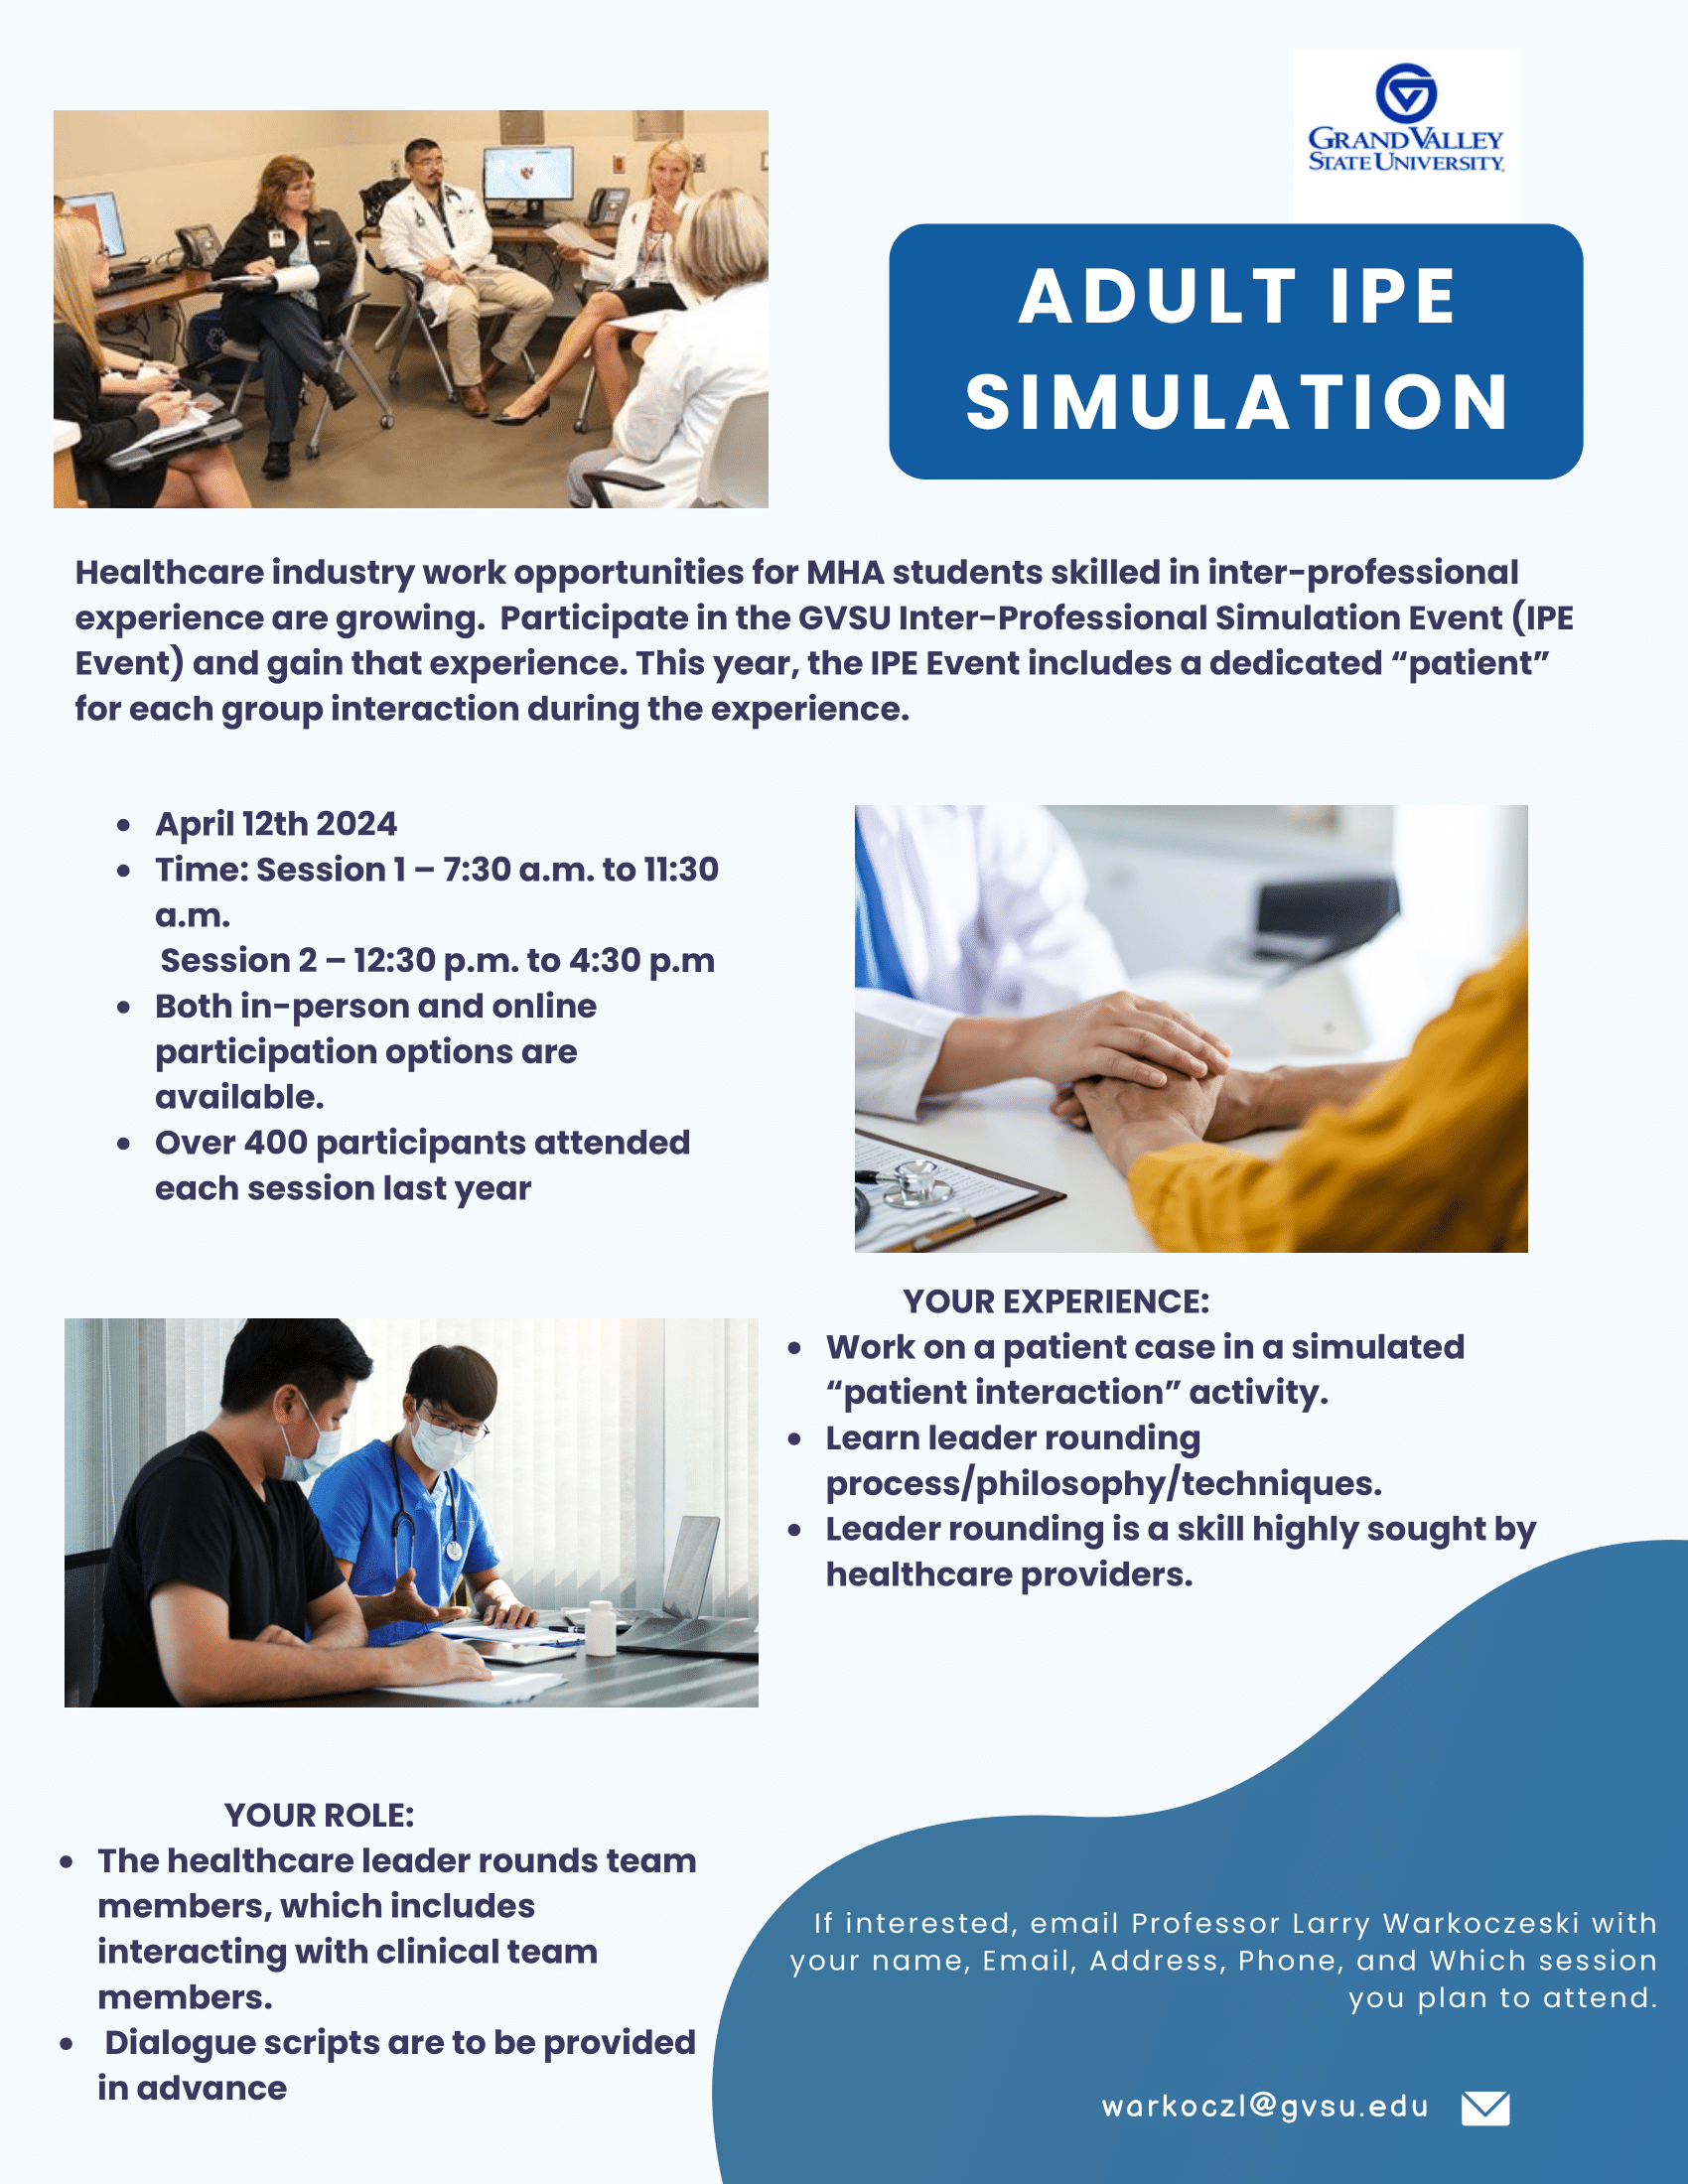 GRAND VALLEY
STATE UNIVERSITY
ADULT IPE
SIMULATION
Healthcare industry work opportunities for MHA students skilled in inter-professional
experience are growing.  Participate in the GVSU Inter-Professional Simulation Event (IPE
Event) and gain that experience. This year, the IPE Event includes a dedicated “patient”
for each group interaction during the experience.
• April 12th 2024
• Time: Session 1 – 7:30 a.m. to 11:30
a.m.
Session 2 – 12:30 p.m. to 4:30 p.m
• Both in-person and online
participation options are
available.
• Over 400 participants attended
each session last year
YOUR EXPERIENCE:
• Work on a patient case in a simulated
“patient interaction” activity.
• Learn leader rounding
process/philosophy/techniques.
• Leader rounding is a skill highly sought by
healthcare providers.
YOUR ROLE:
• The healthcare leader rounds team
members, which includes
interacting with clinical team
members.
• Dialogue scripts are to be provided
in advance
If interested, email Professor Larry Warkoczeski with
your name, Email, Address, Phone, and Which session
you plan to attend.
warkoczl@gvsu.edu